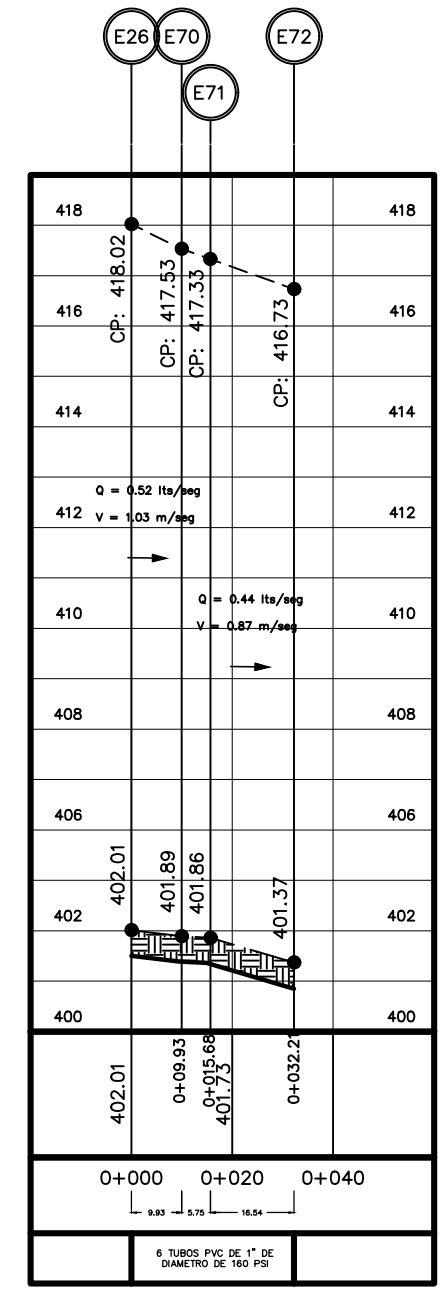 E26 E70 E72
E71
418 418
CP: 418.02
CP: 417.53
CP: 417.33
CP: 416.73
416 416
414 414
Q = 0.52 lts/seg
412 412
V = 1.03 m/seg
Q = 0.44 lts/seg
410 410
V = 0.87 m/seg
408 408
406 406
402.01
401.89
401.86
401.37
402 402
400 400
402.01
0+09.93
0+015.68
401.73
0+032.21
0+000 0+020 0+040
9.93 5.75 16.54
6 TUBOS PVC DE 1" DE
DIAMETRO DE 160 PSI